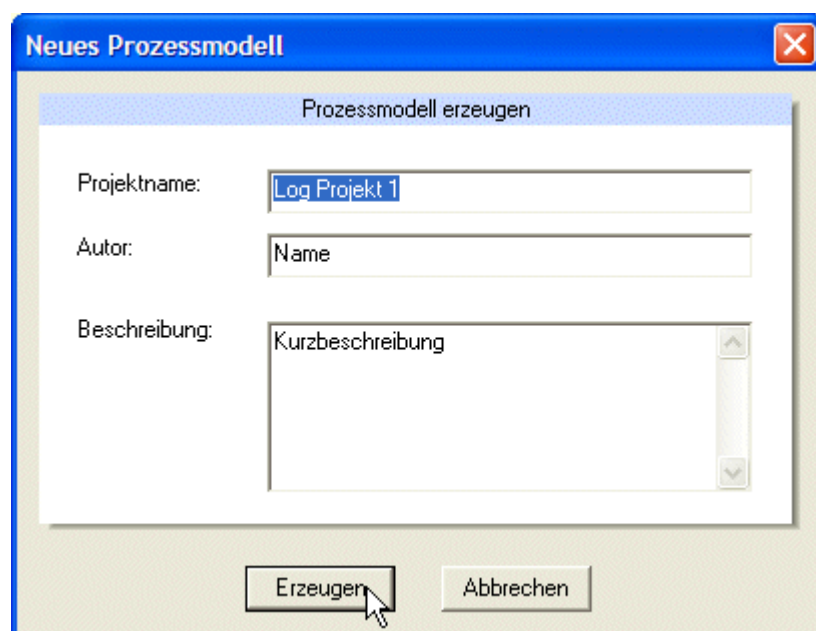 Neues Prozessmodell
Prozessmodell erzeugen
Projektname:
Log Projekt 1
Autor:
Name
Beschreibung:
Kurzbeschreibung
Erzeugen
Abbrechen